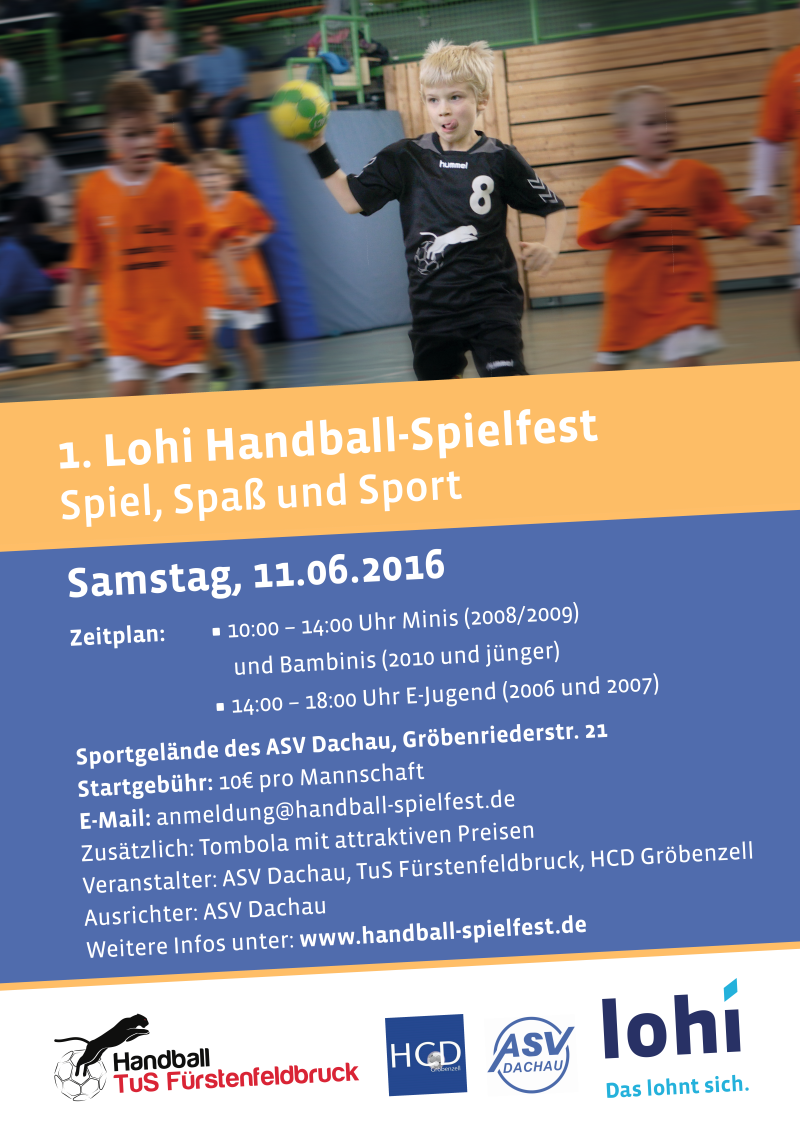 hummel
8
hummel
1. Lohi Handball-Spielfest
Spiel, Spaß und Sport
Samstag, 11.06.2016
Zeitplan: ▪ 10:00 – 14:00 Uhr Minis (2008/2009)
und Bambinis (2010 und jünger)
▪ 14:00 – 18:00 Uhr E-Jugend (2006 und 2007)
Sportgelände des ASV Dachau, Gröbenriederstr. 21
Startgebühr: 10€ pro Mannschaft
E-Mail: anmeldung@handball-spielfest.de
Zusätzlich: Tombola mit attraktiven Preisen
Veranstalter: ASV Dachau, TuS Fürstenfeldbruck, HCD Gröbenzell
Ausrichter: ASV Dachau
Weitere Infos unter: www.handball-spielfest.de
Handball
TuS Fürstenfeldbruck
HCD
Gröbenzell
ASV
DACHAU
lohi
Das lohnt sich.